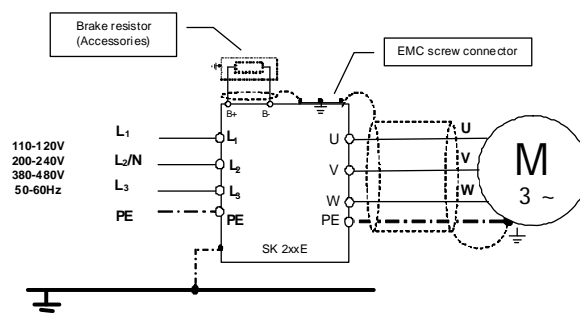 Brake resistor
(Accessories)
EMC screw connector
B+ B-
110-120V
200-240V
380-480V
50-60Hz
L1 L1 U U
L2/N L2 V V
L3 L3 W W
PE PE PE
M
3 ~
SK 2xxE